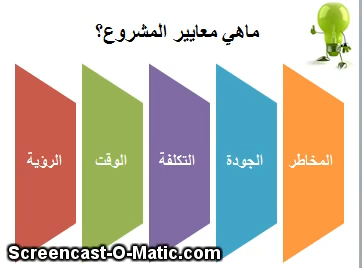 ماهي معايير المشروع؟
المخاطر
الجودة
التكلفة
الوقت
الرؤية
Screencast-O-Matic.com